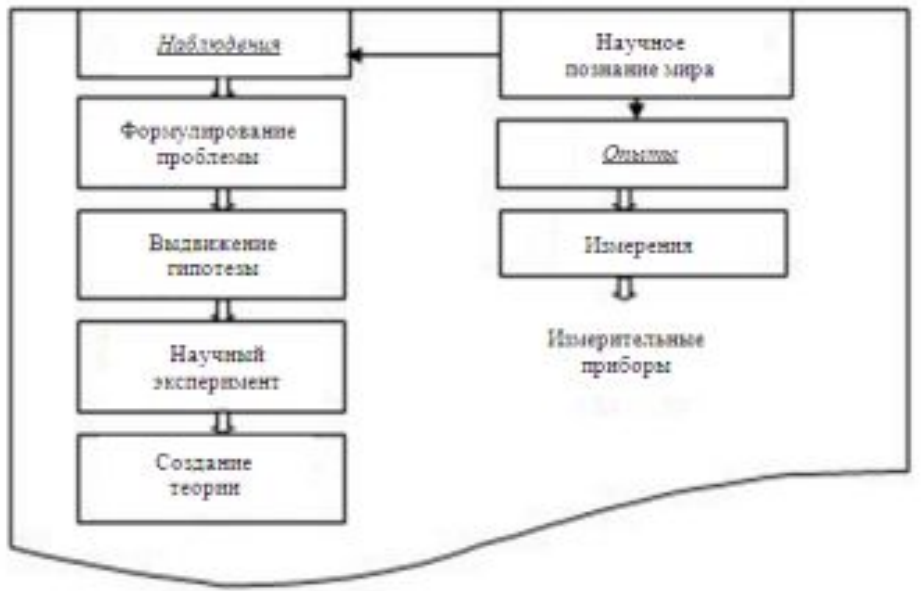 Наблюдения
Формулирование
проблемы
Выдвижение
гипотезы
Научный
эксперимент
Создание
теории
Научное
познание мира
Опыты
Измерения
Измерительные
приборы